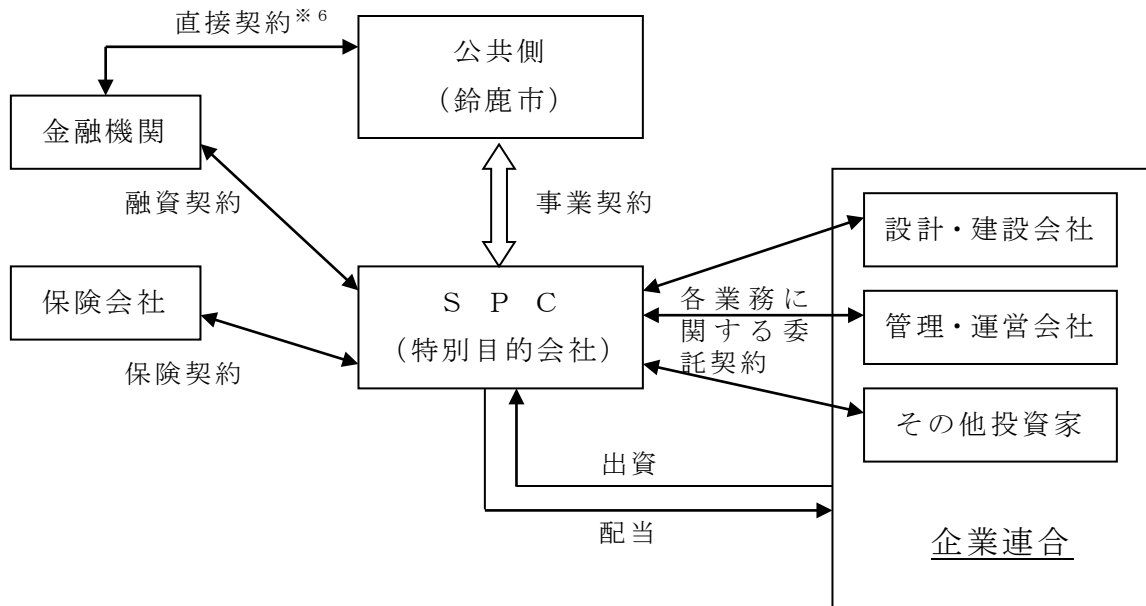 直接契約※6
公共側
(鈴鹿市)
金融機関
融資契約
事業契約
設計・建設会社
保険会社
SPC
(特別目的会社)
各業務に
関する委
託契約
管理・運営会社
保険契約
その他投資家
出資
配当
企業連合